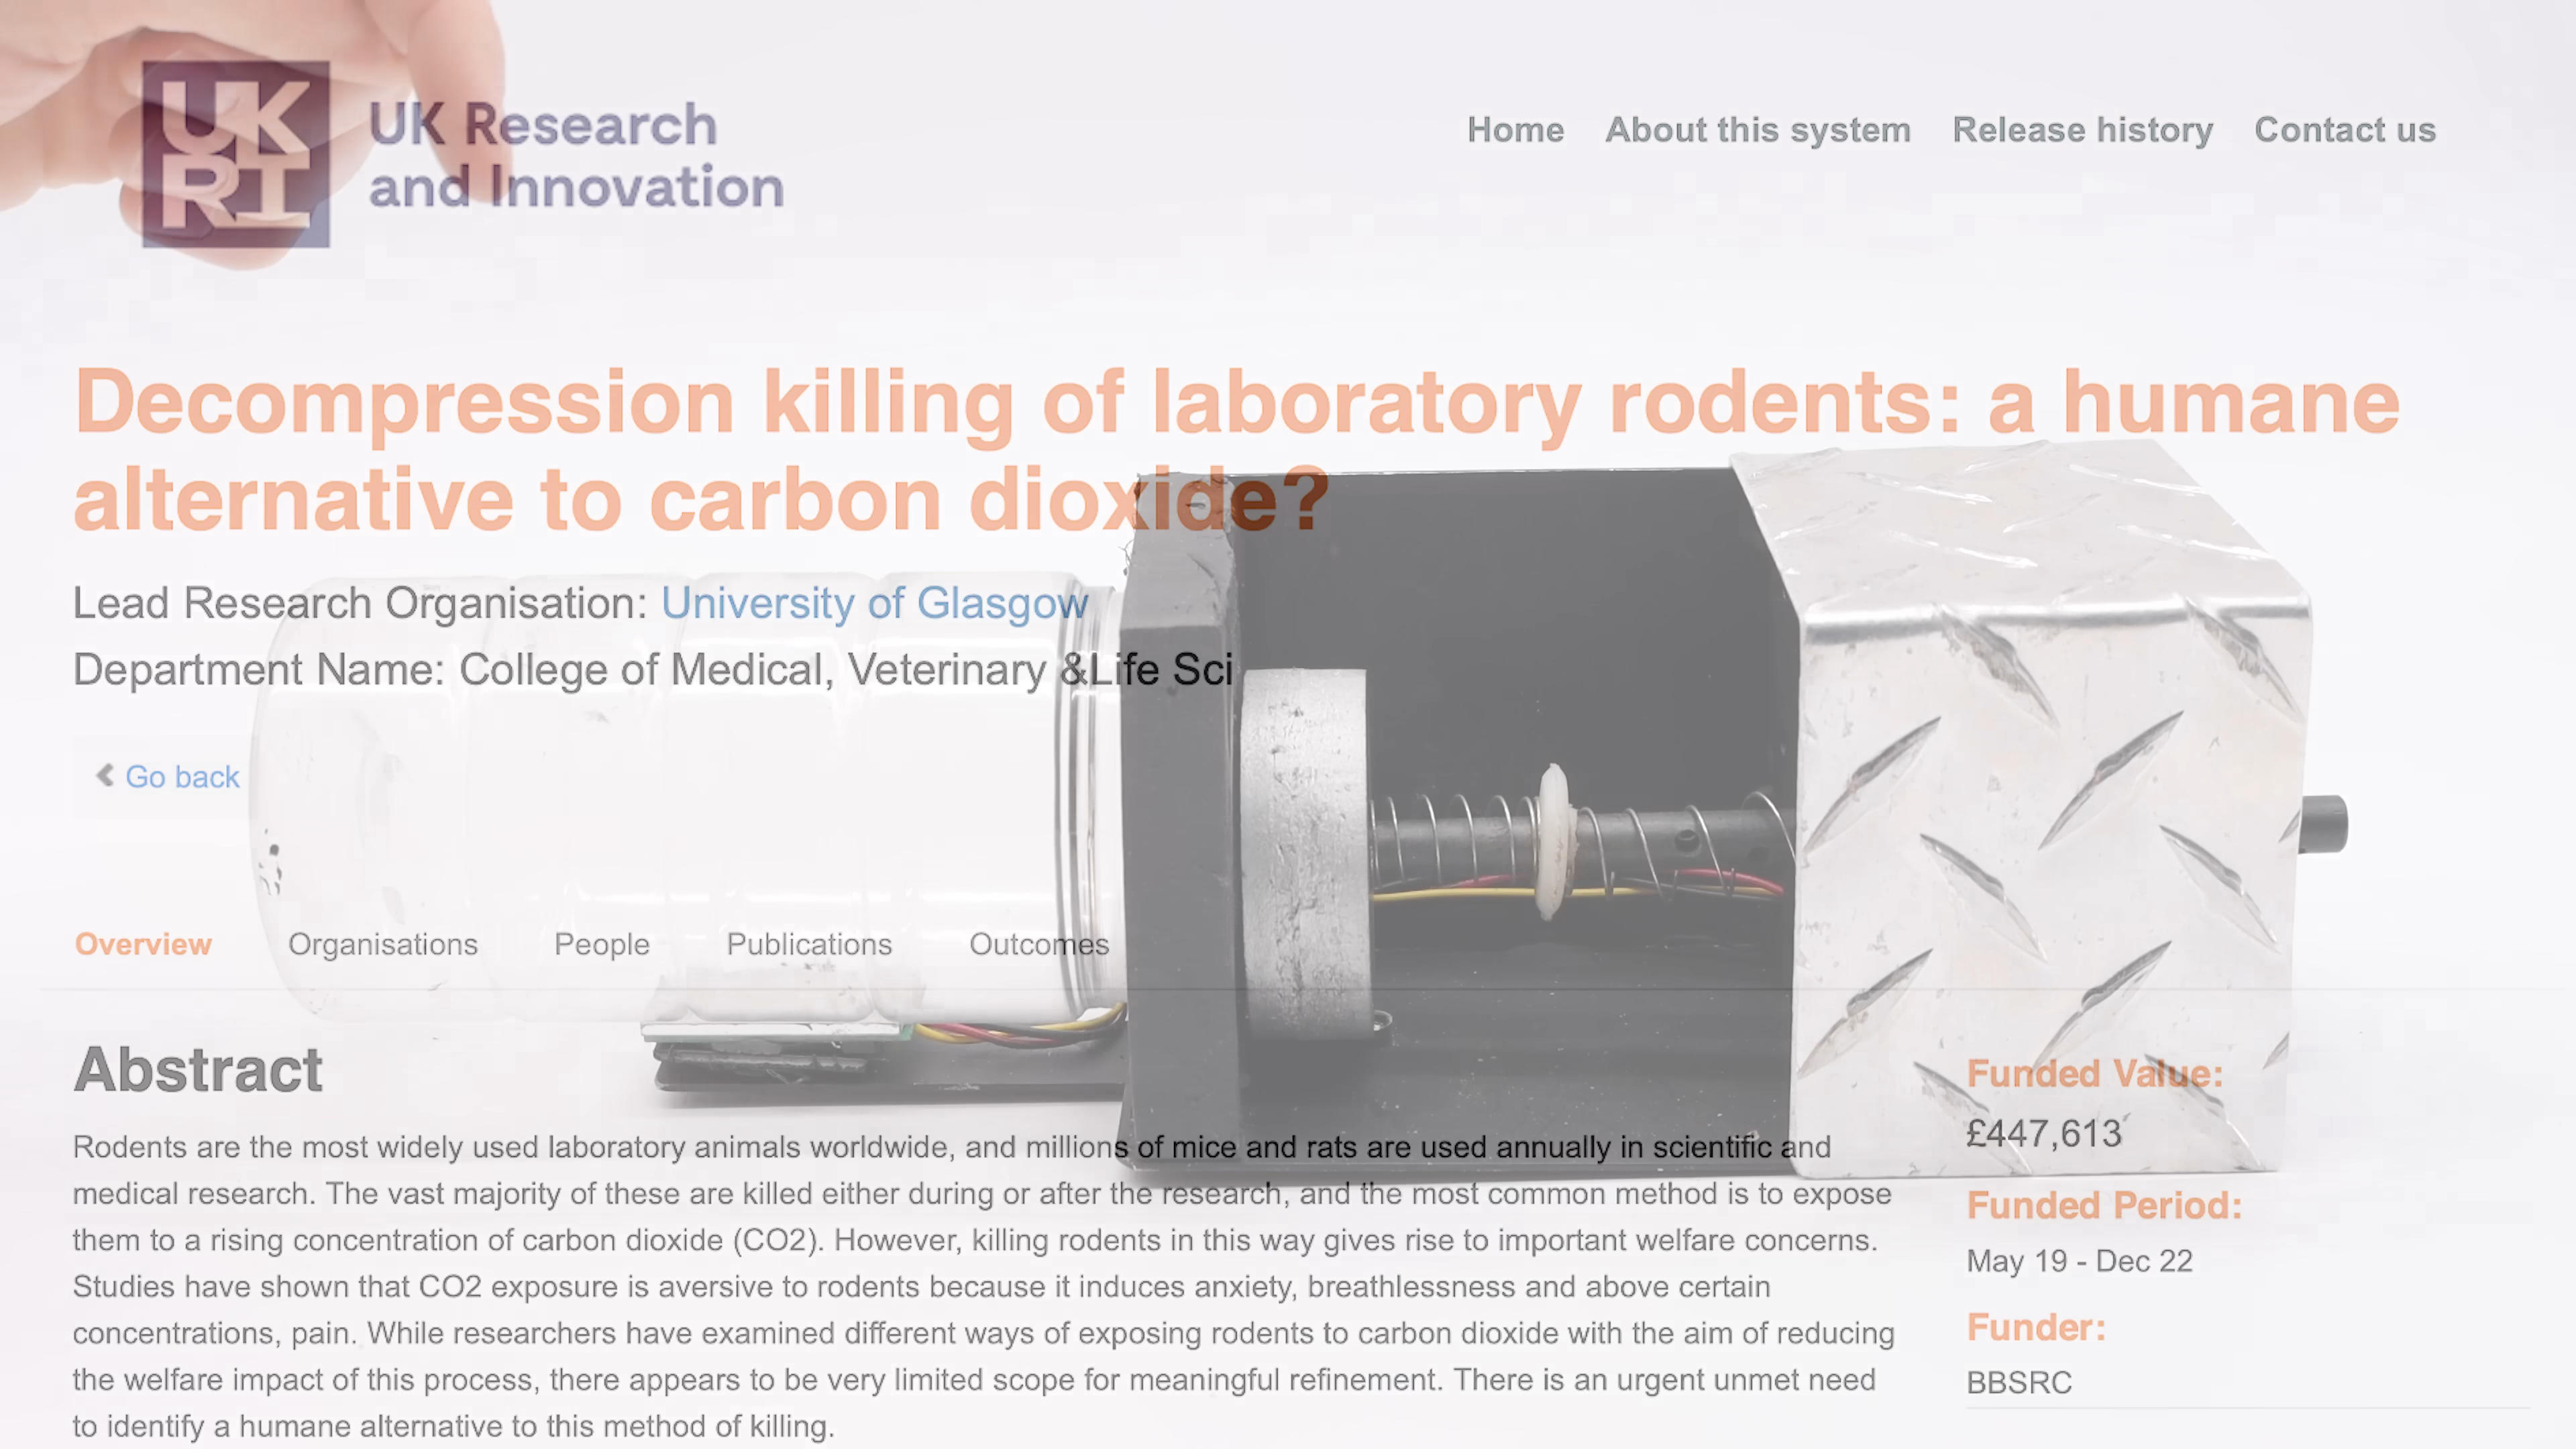 UK
RI
UK Research
and Innovation
Home About this system Release history Contact us
Decompression killing of laboratory rodents: a humane
alternative to carbon dioxide?
Lead Research Organisation: University of Glasgow
Department Name: College of Medical, Veterinary &Life Sci
Go back
Overview Organisations People Publications Outcomes
Abstract
Rodents are the most widely used laboratory animals worldwide, and millions of mice and rats are used annually in scientific and
medical research. The vast majority of these are killed either during or after the research, and the most common method is to expose
them to a rising concentration of carbon dioxide (CO2). However, killing rodents in this way gives rise to important welfare concerns.
Studies have shown that CO2 exposure is aversive to rodents because it induces anxiety, breathlessness and above certain
concentrations, pain. While researchers have examined different ways of exposing rodents to carbon dioxide with the aim of reducing
the welfare impact of this process, there appears to be very limited scope for meaningful refinement. There is an urgent unmet need
to identify a humane alternative to this method of killing.
Funded Value:
£447,613
Funded Period:
May 19 - Dec 22
Funder:
BBSRC